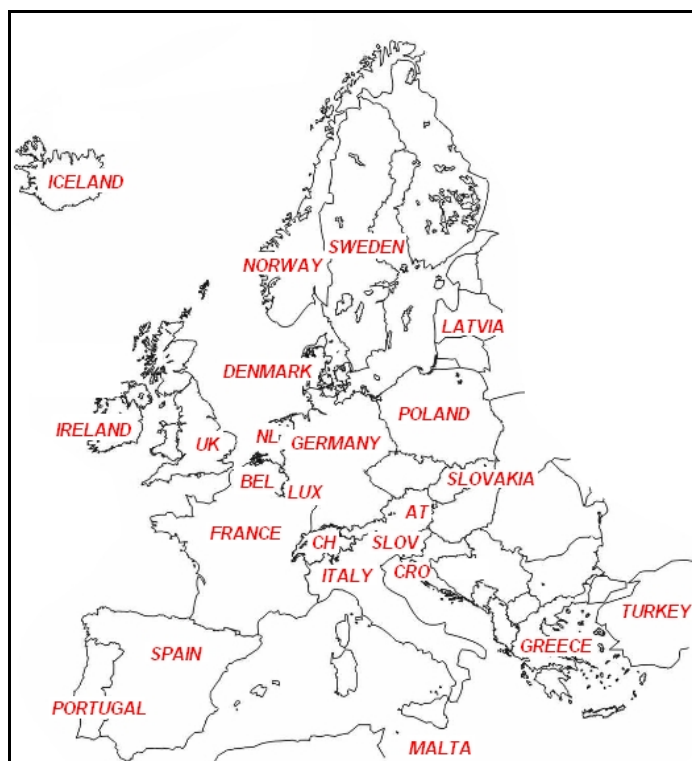 ICELAND
SWEDEN
NORWAY
LATVIA
DENMARK
POLAND
IRELAND
UK
NL
GERMANY
BEL
LUX
SLOVAKIA
AT
FRANCE
CH
SLOV
ITALY
CRO
TURKEY
SPAIN
GREECE
PORTUGAL
MALTA